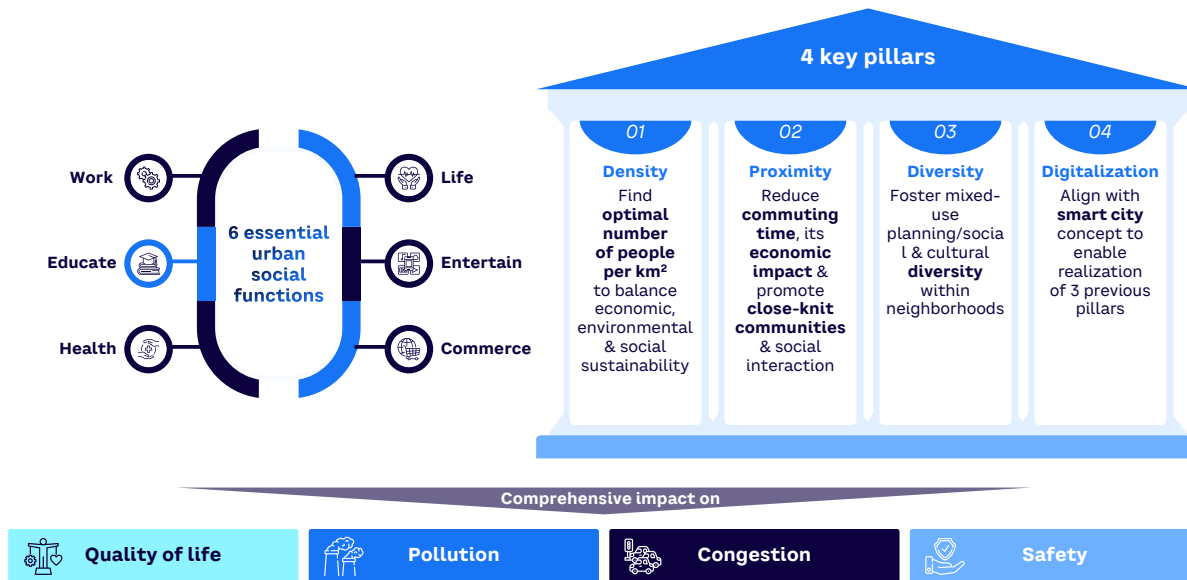 4 key pillars
Work
Educate
Health
6 essential
urban
social
functions
Life
Entertain
Commerce
01
Density
Find
optimal
number
of people
per km²
to balance
economic,
environmental
& social
sustainability
02
Proximity
Reduce
commuting
time, its
economic
impact &
promote
close-knit
communities
& social
interaction
03
Diversity
Foster mixed-
use
planning/socia
l & cultural
diversity
within
neighborhoods
04
Digitalization
Align with
smart city
concept to
enable
realization
of 3 previous
pillars
Comprehensive impact on
Quality of life
Pollution
Congestion
Safety